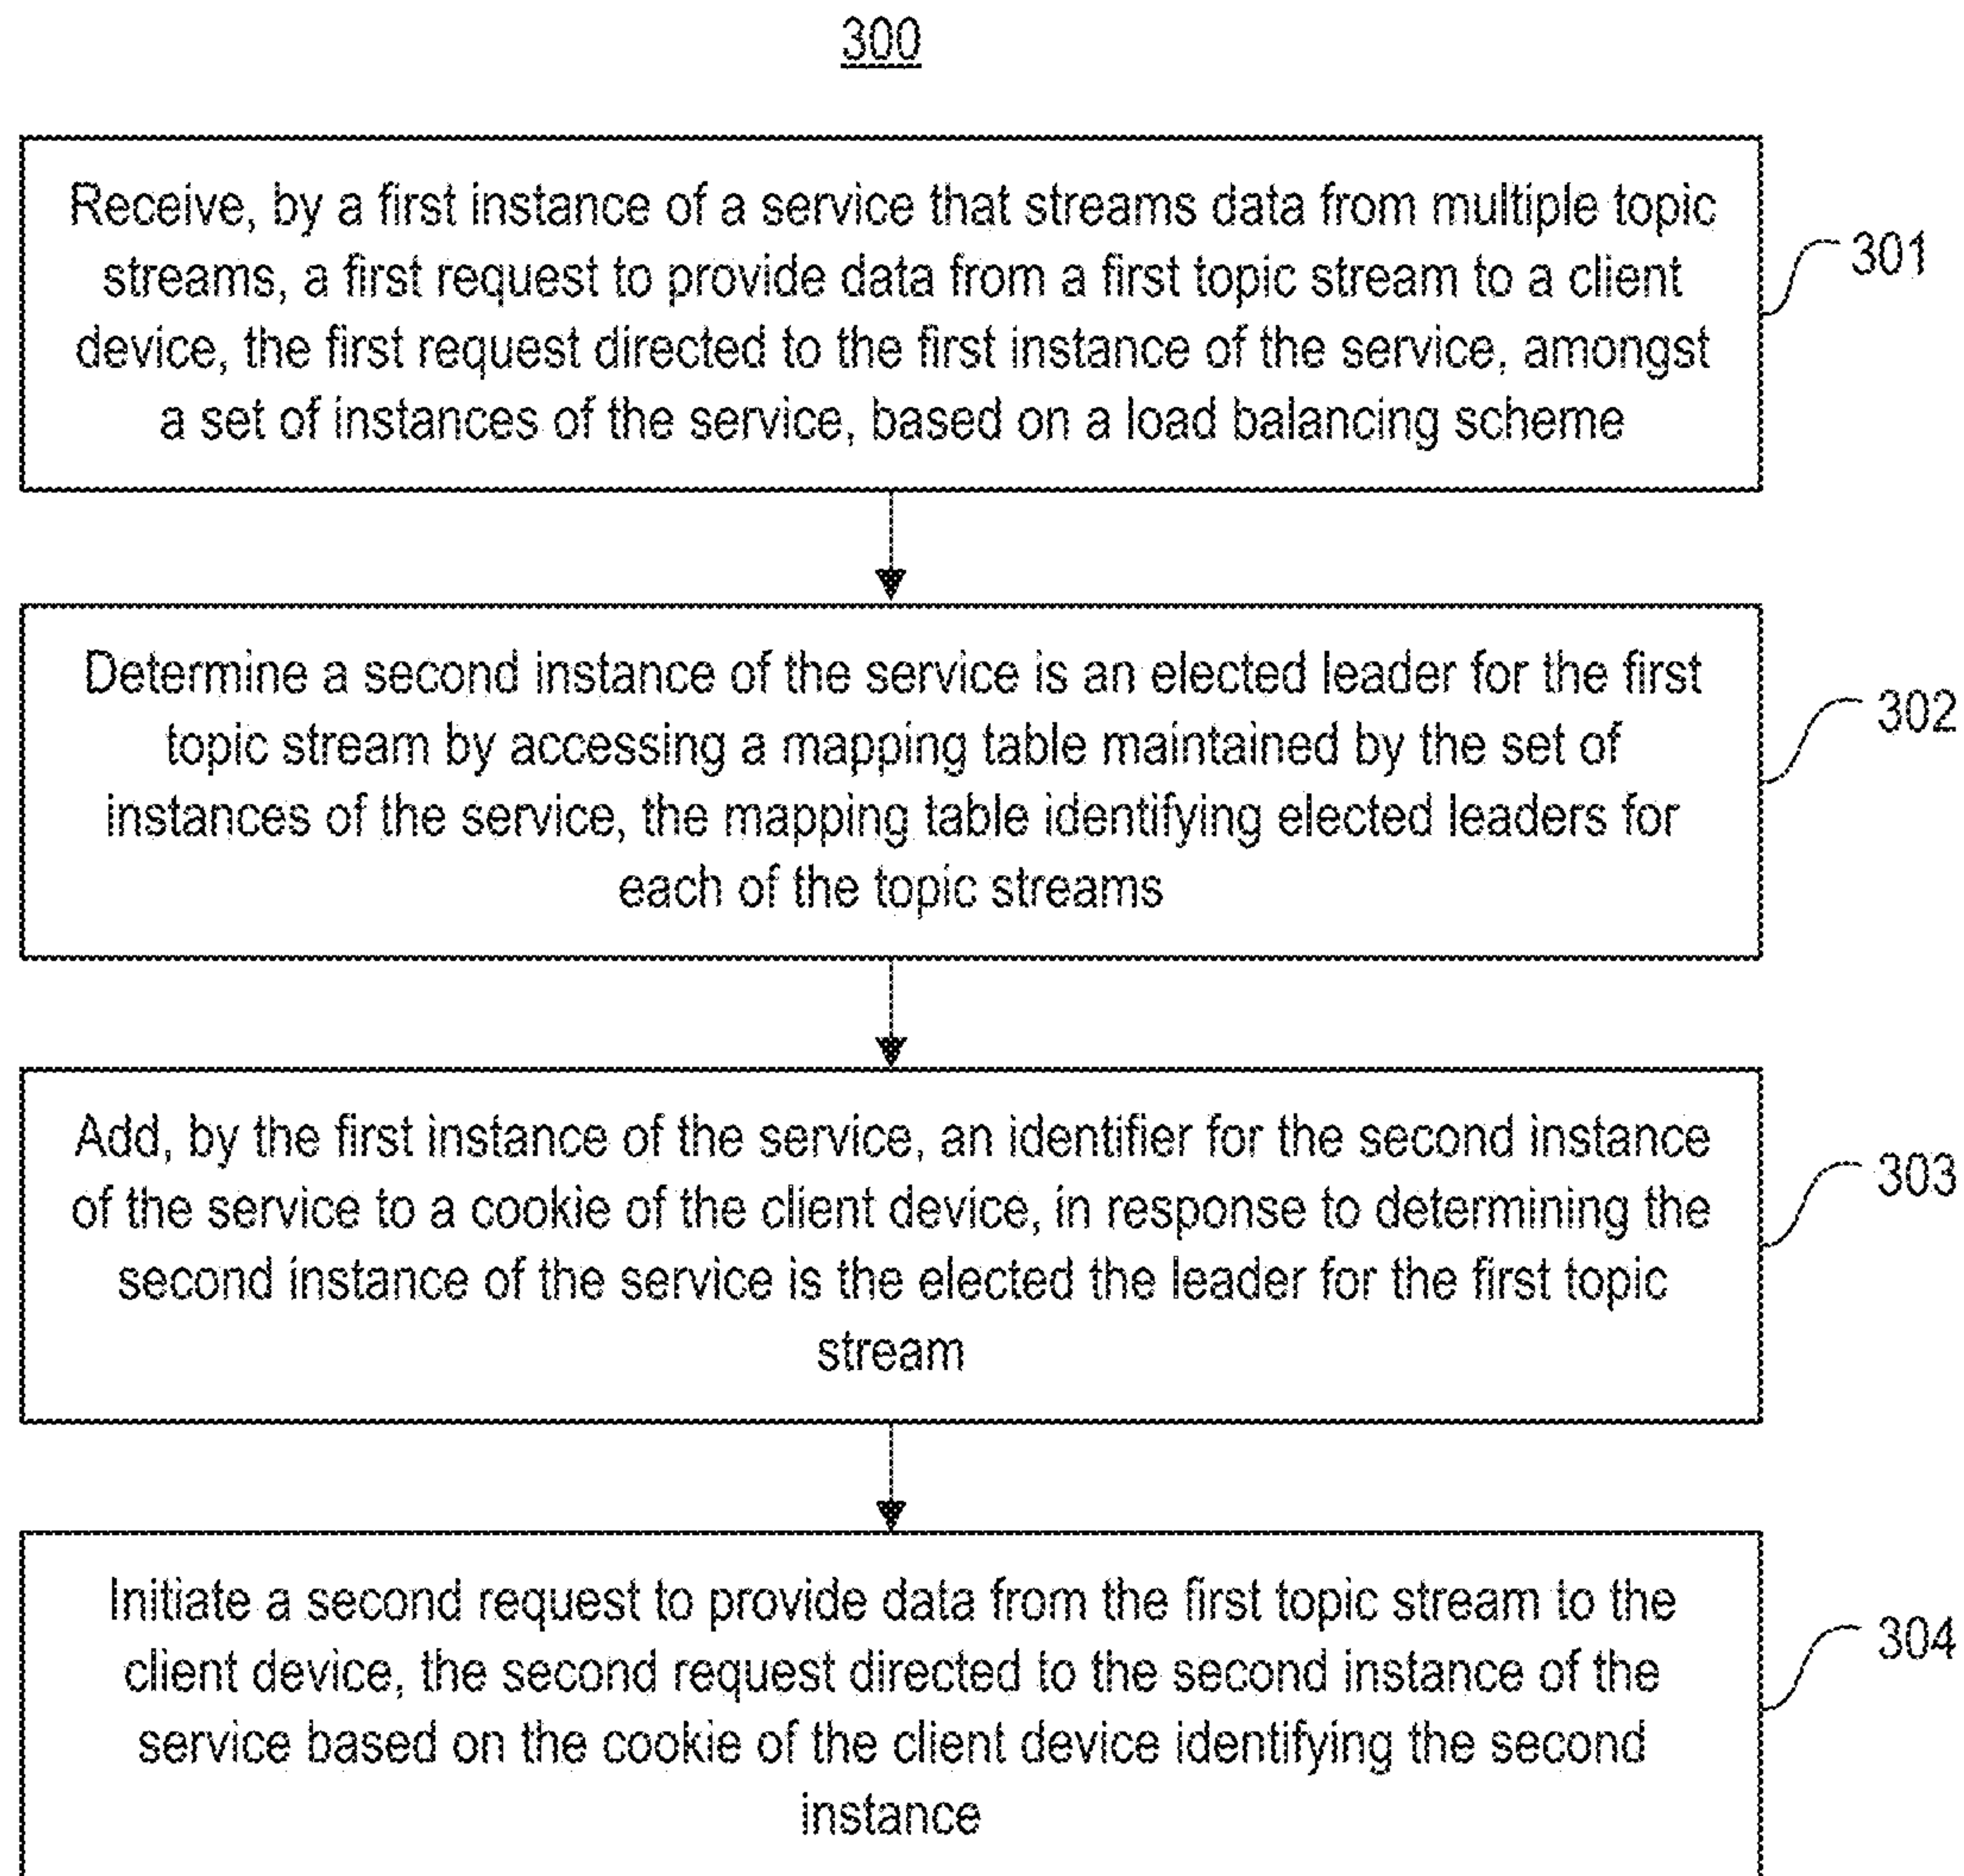 300
Receive, by a first instance of a service that streams data from multiple topic
streams, a first request to provide data from a first topic stream to a client
device, the first request directed to the first instance of the service, amongst
a set of instances of the service, based on a load balancing scheme
301
Determine a second instance of the service is an elected leader for the first
topic stream by accessing a mapping table maintained by the set of
instances of the service, the mapping table identifying elected leaders for
each of the topic streams
302
Add, by the first instance of the service, an identifier for the second instance
of the service to a cookie of the client device, in response to determining the
second instance of the service is the elected the leader for the first topic
stream
303
Initiate a second request to provide data from the first topic stream to the
client device, the second request directed to the second instance of the
service based on the cookie of the client device identifying the second
instance
304